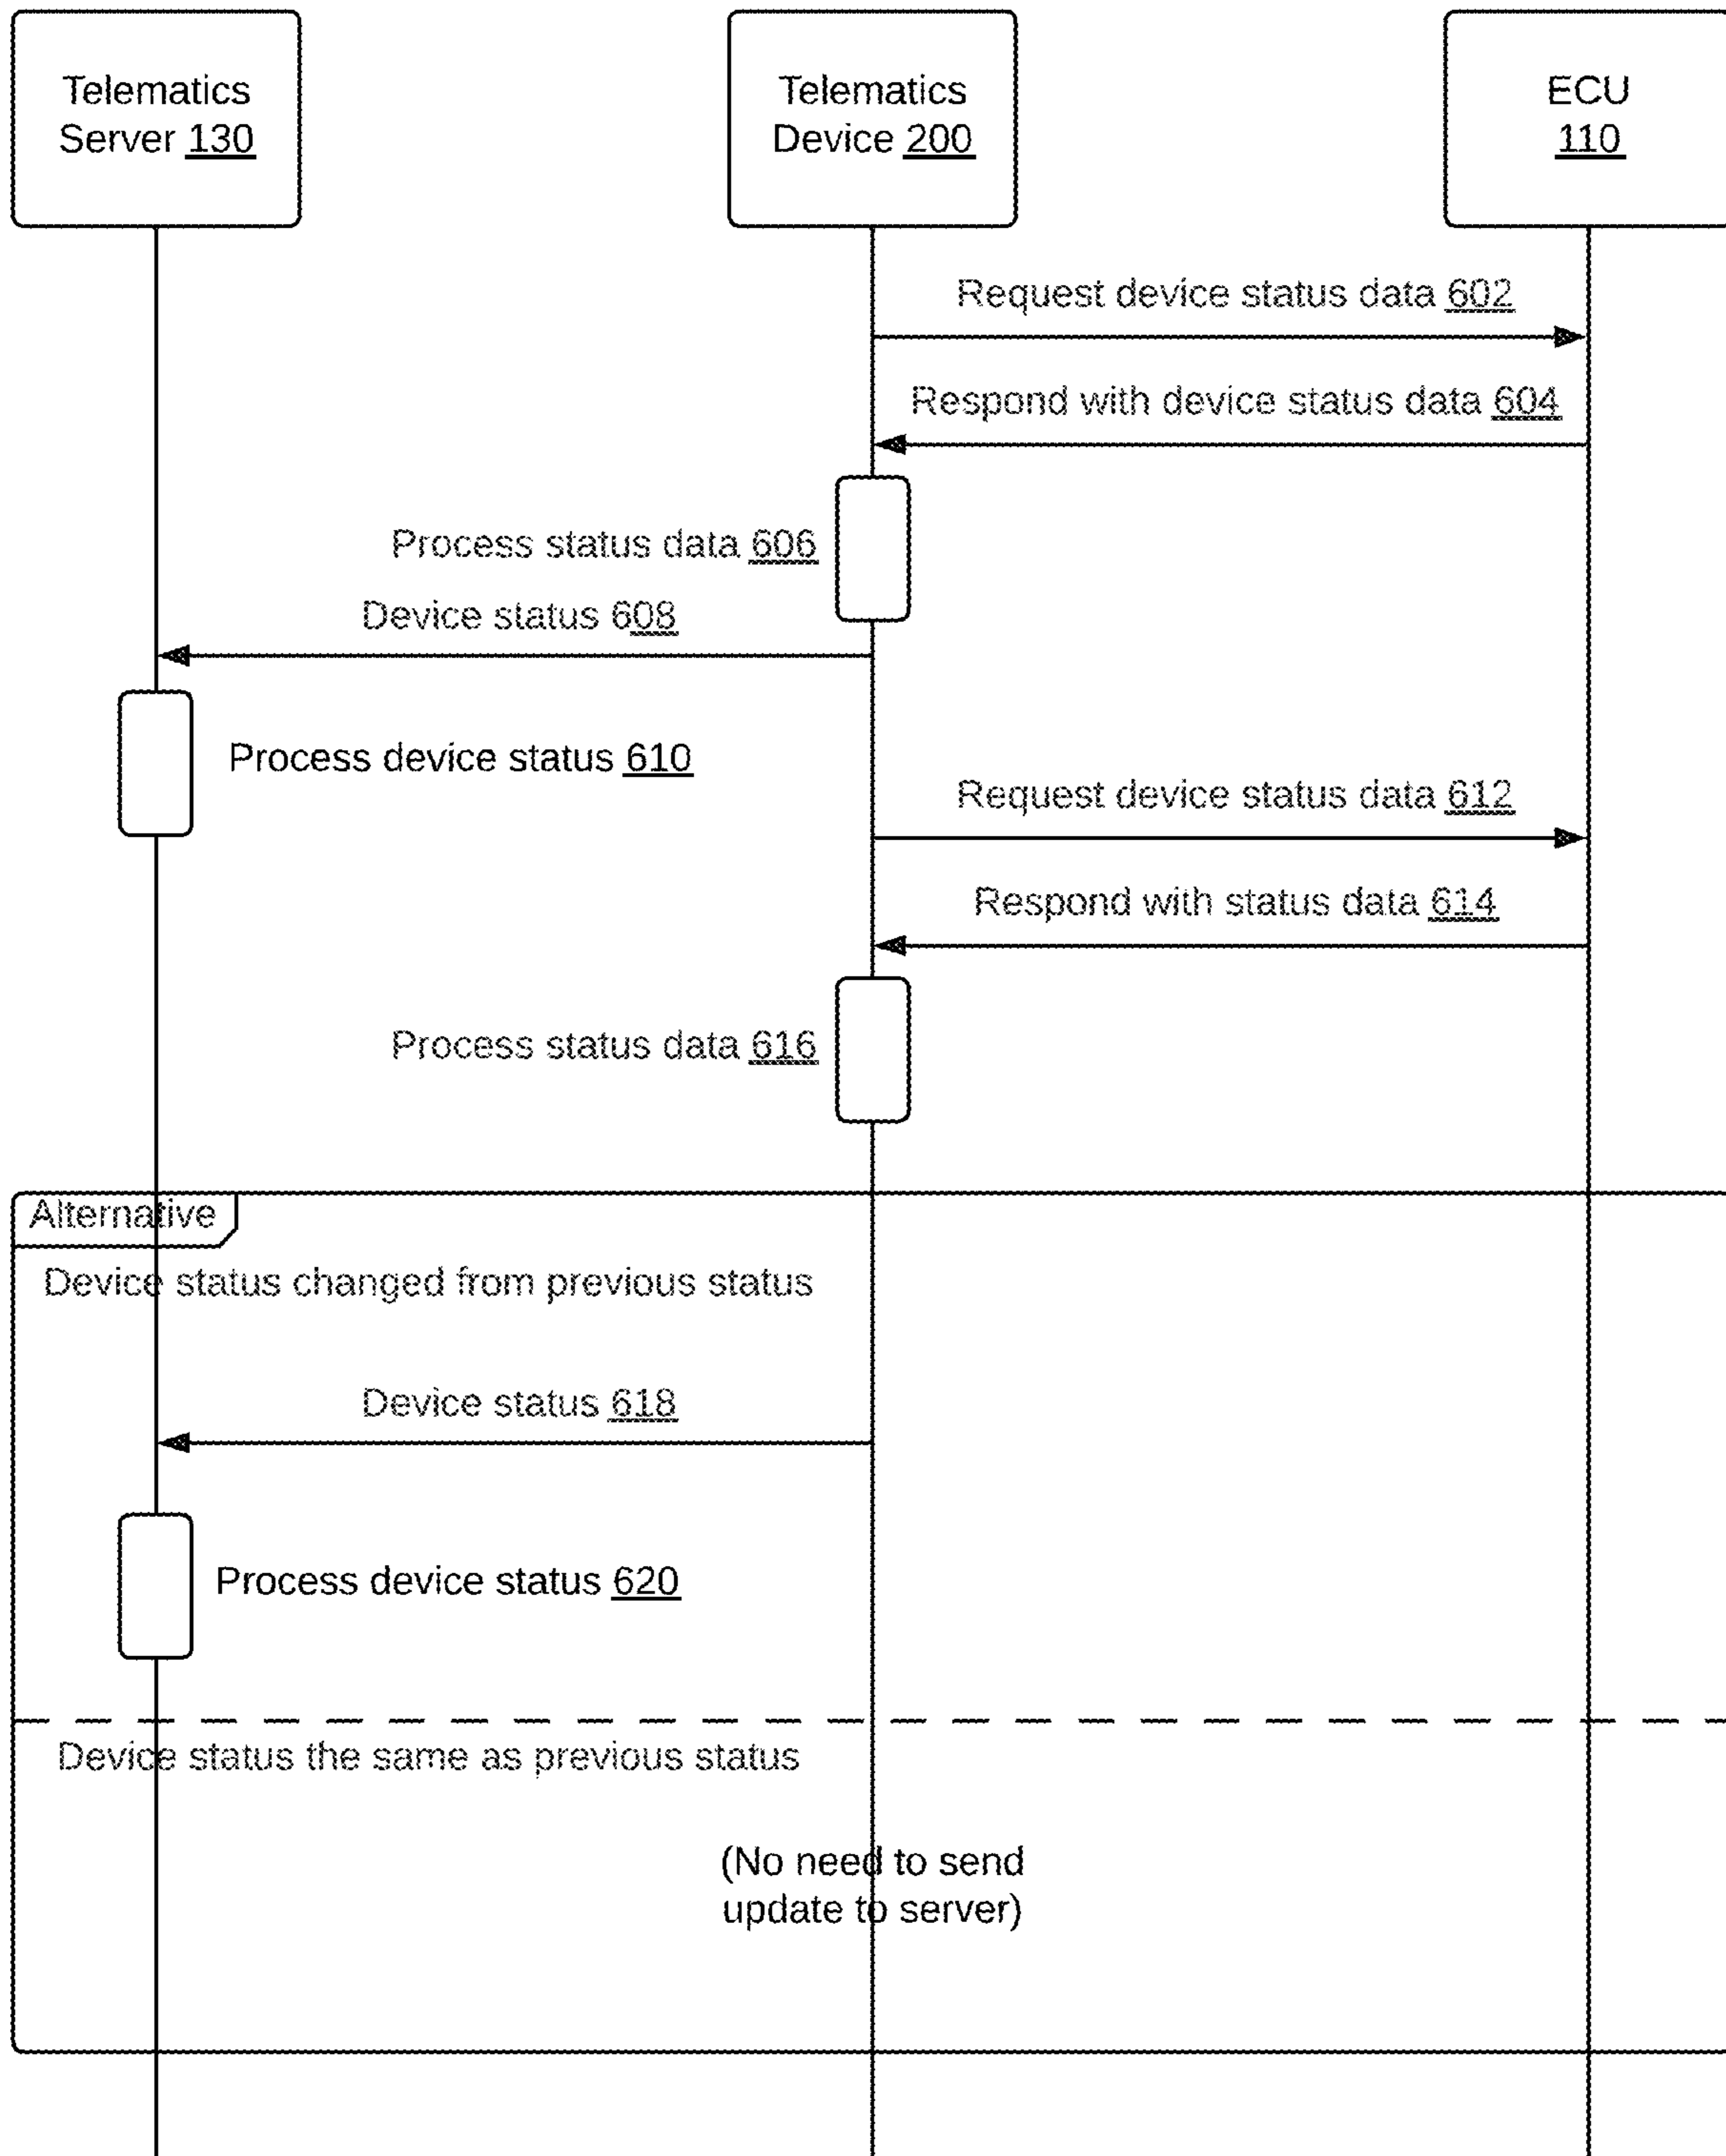 Telematics
Server 130
Telematics
Device 200
ECU
110
Request device status data 602
Respond with device status data 604
Process status data 606
Device status 608
Process device status 610
Request device status data 612
Respond with status data 614
Process status data 616
Alternative
Device status changed from previous status
Device status 618
Process device status 620
Device status the same as previous status
(No need to send
update to server)